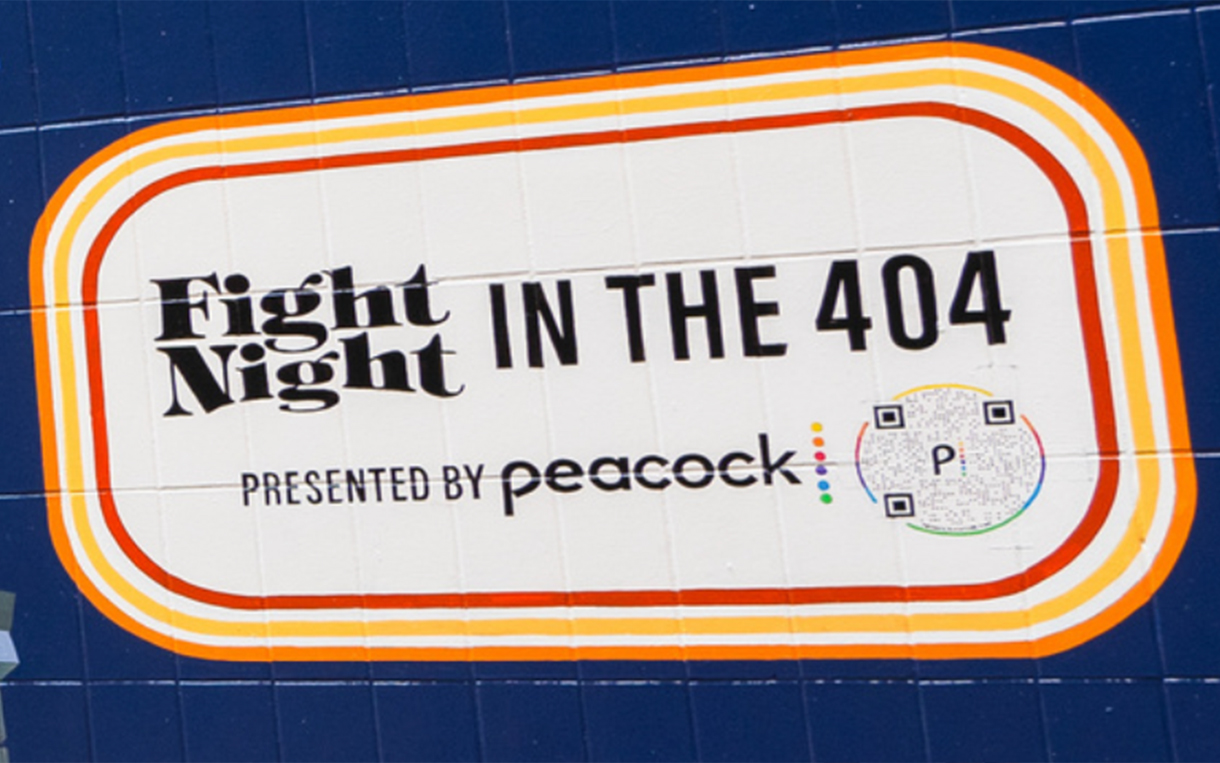 Fight Night IN THE 404
PRESENTED BY peacock
P